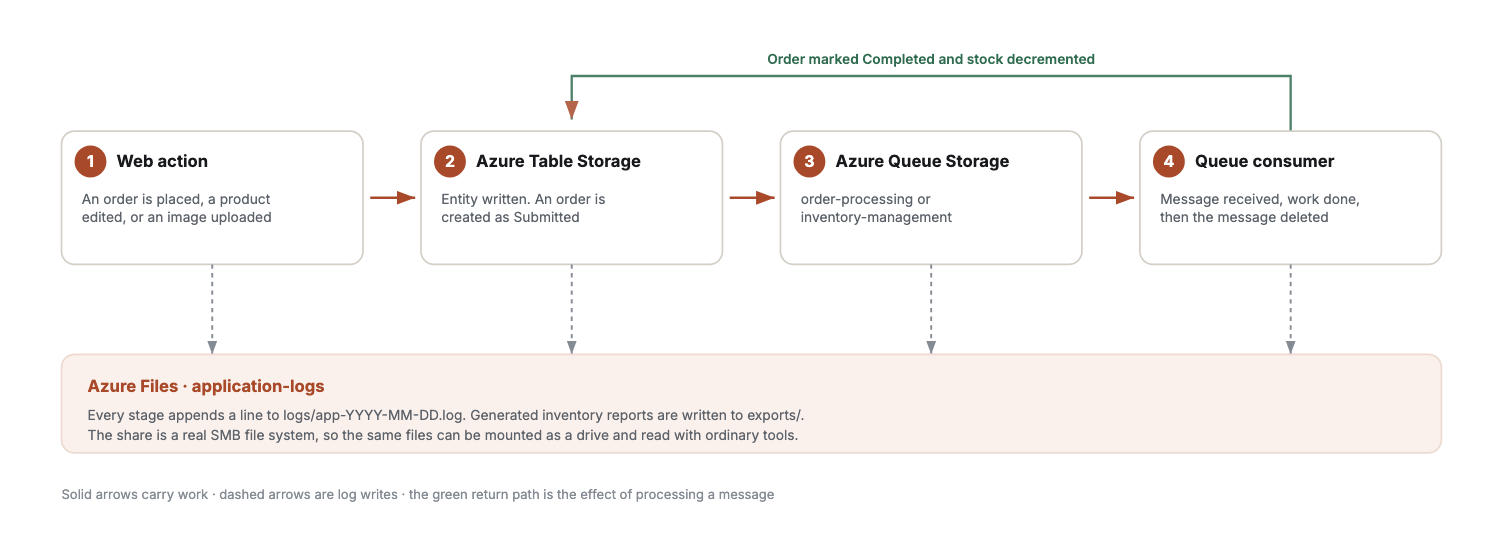 Order marked Completed and stock decremented
1 Web action
An order is placed, a product
edited, or an image uploaded
2 Azure Table Storage
Entity written. An order is
created as Submitted
3 Azure Queue Storage
order-processing or
inventory-management
4 Queue consumer
Message received, work done,
then the message deleted
Azure Files · application-logs
Every stage appends a line to logs/app-YYYY-MM-DD.log. Generated inventory reports are written to exports/.
The share is a real SMB file system, so the same files can be mounted as a drive and read with ordinary tools.
Solid arrows carry work · dashed arrows are log writes · the green return path is the effect of processing a message